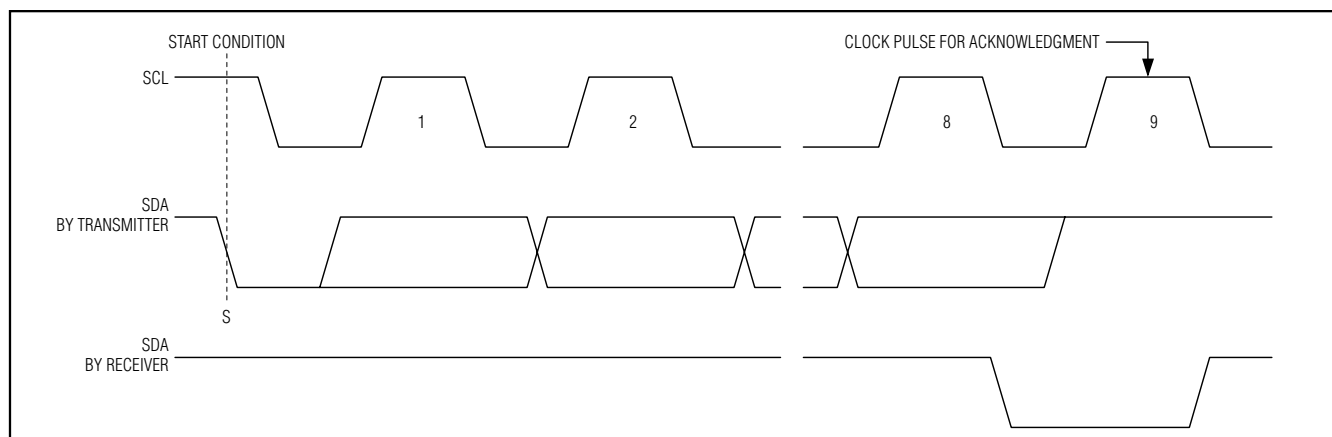 START CONDITION
CLOCK PULSE FOR ACKNOWLEDGMENT
SCL
1
2
8
9
SDA
BY TRANSMITTER
S
SDA
BY RECEIVER